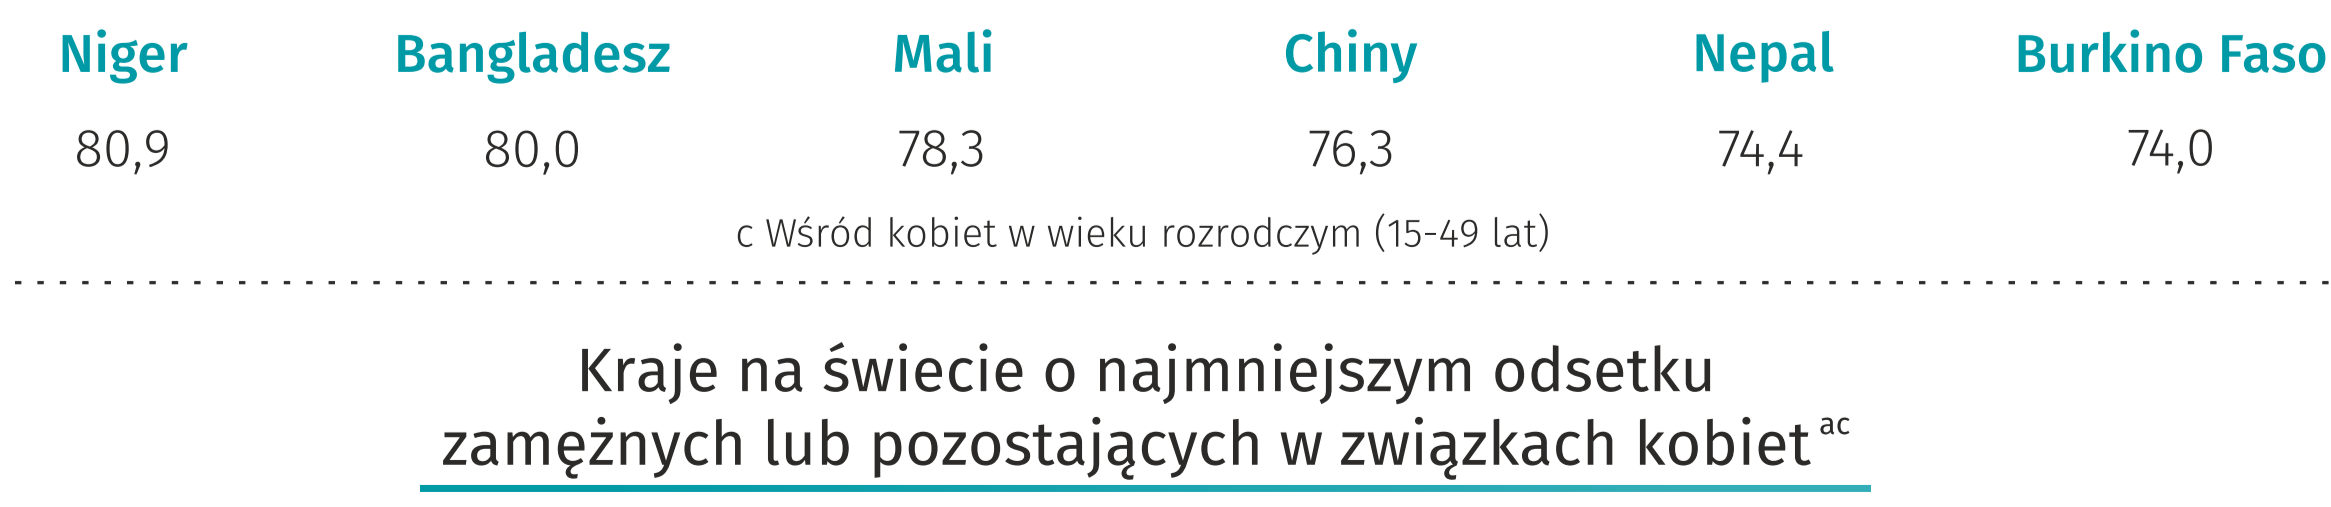 Niger Bangladesz Mali Chiny Nepal Burkino Faso
80,9 80,0 78,3 76,3 74,4 74,0
c Wśród kobiet w wieku rozrodczym (15-49 lat)
Kraje na świecie o najmniejszym odsetku
zamężnych lub pozostających w związkach kobiet ac